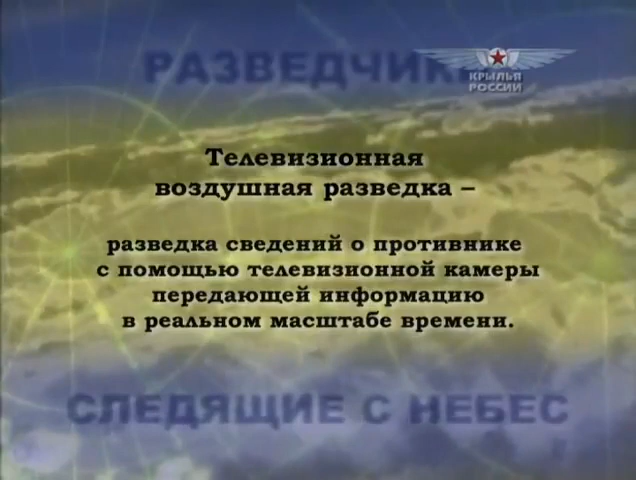 РАЗВЕДЧИКИ
КРЫЛЬЯ
РОССИИ
Телевизионная
воздушная разведка –
разведка сведений о противнике
с помощью телевизионной камеры
передающей информацию
в реальном масштабе времени.
СЛЕДЯЩИЕ С НЕБЕС